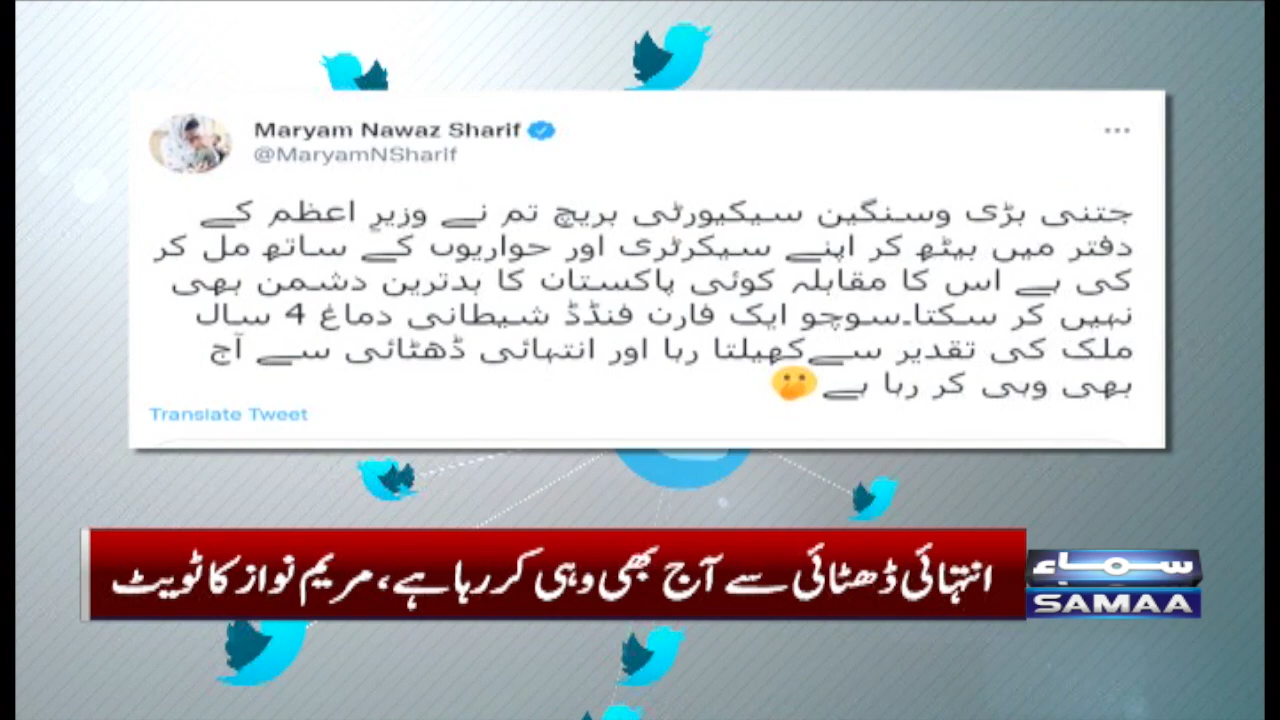 Maryam Nawaz Sharif
@MaryamNSharif
جتنی بڑی وسنگین سیکیورٹی بریچ تم نے وزیرِ اعظم کے
دفتر میں بیٹھ کر اپنے سیکرٹری اور حواریوں کے ساتھ مل کر
کی ہے اس کا مقابلہ کوئی پاکستان کا بدترین دشمن بھی
نہیں کر سکتا۔سوچو ایک فارن فنڈڈ شیطانی دماغ 4 سال
ملک کی تقدیر سےکھیلتا رہا اور انتہائی ڈھٹائی سے آج
بھی وہی کر رہا ہے🤭
Translate Tweet
انتہائی ڈھٹائی سے آج بھی وہی کر رہا ہے، مریم نواز کا ٹویٹ
سماء
SAMAA